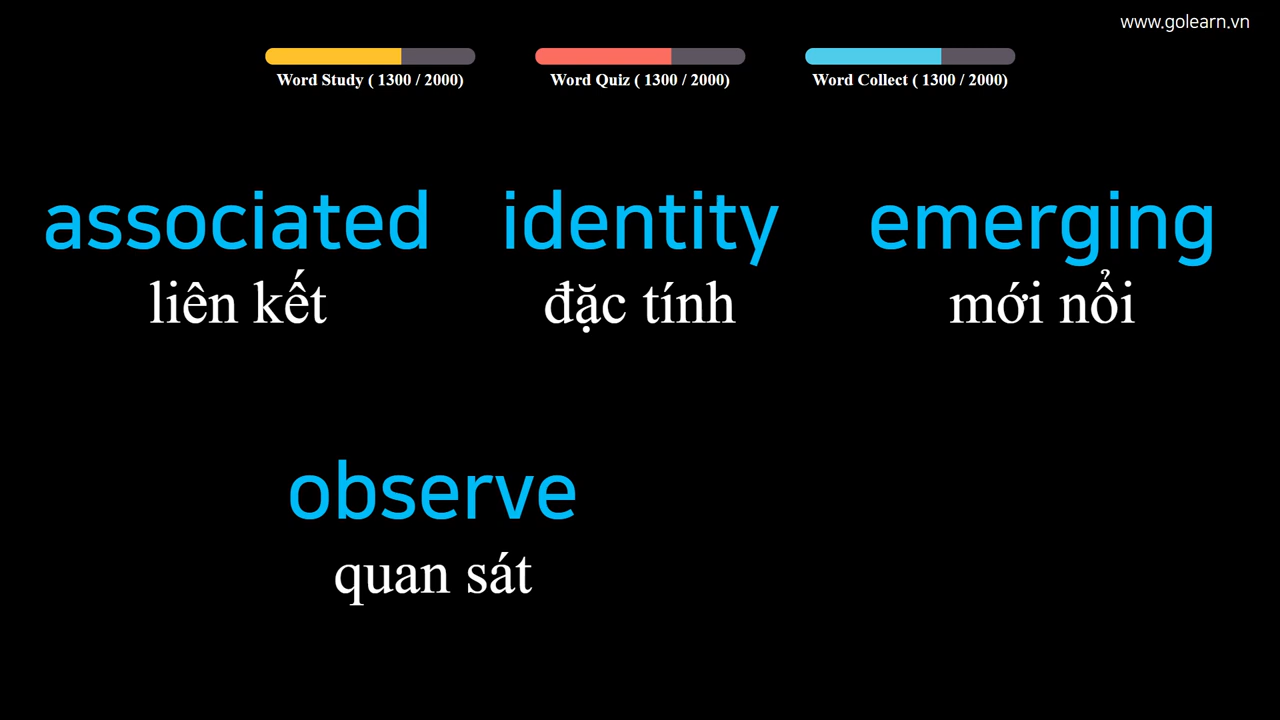 www.golearn.vn
Word Study ( 1300 / 2000) Word Quiz ( 1300 / 2000) Word Collect ( 1300 / 2000)
associated identity emerging
liên kết đặc tính mới nổi
observe
quan sát